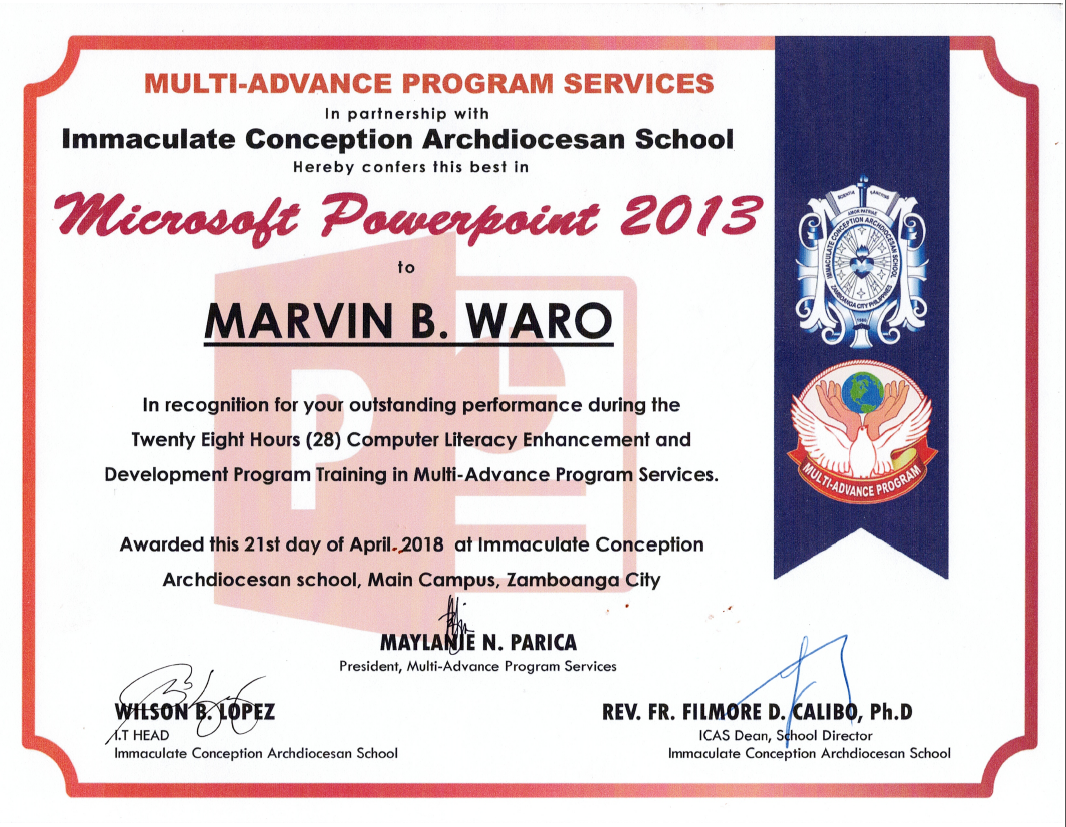 MULTI-ADVANCE PROGRAM SERVICES
In partnership with
Immaculate Conception Archdiocesan School
Hereby confers this best in
Microsoft Powerpoint 2013
to
MARVIN B. WARO
In recognition for your outstanding performance during the
Twenty Eight Hours (28) Computer Literacy Enhancement and
Development Program Training in Multi-Advance Program Services.
Awarded this 21st day of April. 2018 at Immaculate Conception
Archdiocesan school, Main Campus, Zamboanga City
MAYLANIE N. PARICA
President, Multi-Advance Program Services
WILSON B. LOPEZ
I.T HEAD
Immaculate Conception Archdiocesan School
REV. FR. FILMORE D. CALIBO, Ph.D
ICAS Dean, School Director
Immaculate Conception Archdiocesan School
SCIENTIA
SANCTITAS
AMOR PATRIAE
IMMACULATE CONCEPTION ARCHDIOCESAN SCHOOL
ZAMBOANGA CITY PHILIPPINES
MULTI-ADVANCE PROGRAM
P